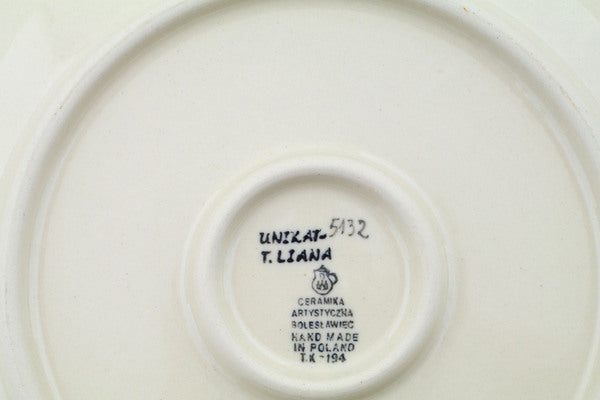 UNIKAT-5132
T. LIANA
CERAMIKA
ARTYSTYCZNA
BOLESŁAWIEC
HAND MADE
IN POLAND
T.K-194